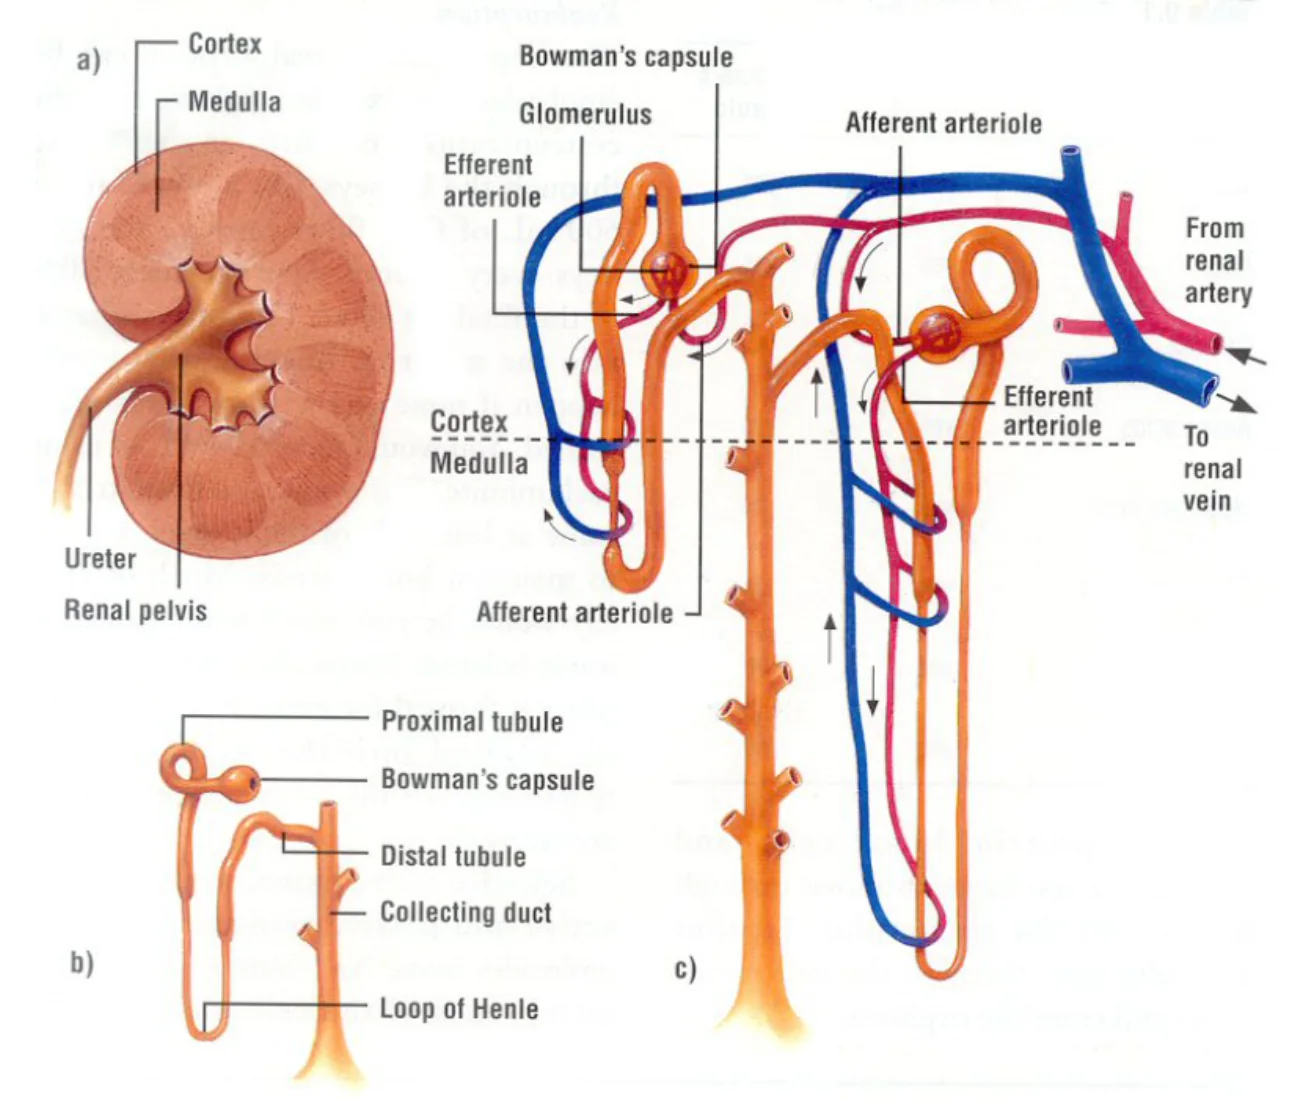 a)
Cortex
Medulla
Ureter
Renal pelvis
b)
Proximal tubule
Bowman's capsule
Distal tubule
Collecting duct
Loop of Henle
c)
Bowman's capsule
Glomerulus
Efferent
arteriole
Afferent arteriole
From
renal
artery
Efferent
arteriole
To
renal
vein
Cortex
Medulla
Afferent arteriole